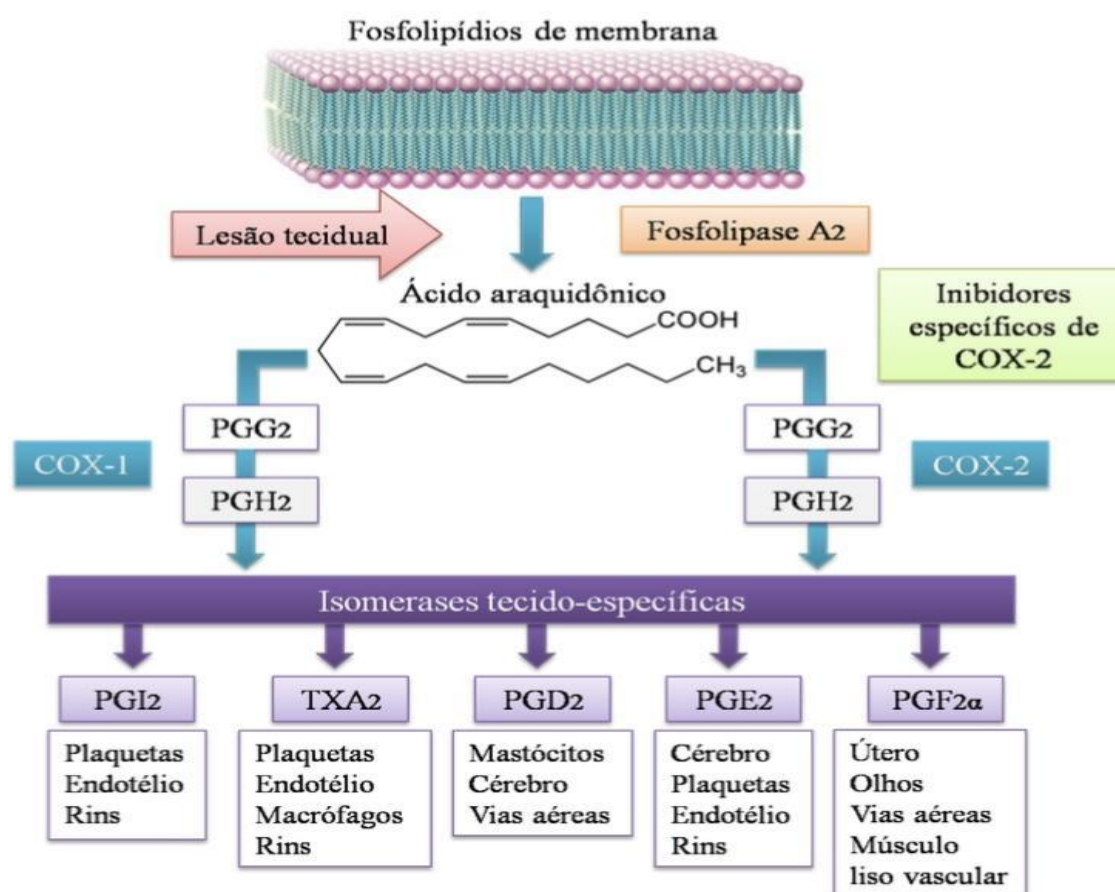 Fosfolipídios de membrana
Lesão tecidual
Fosfolipase A2
Ácido araquidônico
COOH
CH3
Inibidores
específicos de
COX-2
PGG2
PGG2
COX-1
COX-2
PGH2
PGH2
Isomerases tecido-específicas
PGI2
Plaquetas
Endotélio
Rins
TXA2
Plaquetas
Endotélio
Macrófagos
Rins
PGD2
Mastócitos
Cérebro
Vias aéreas
PGE2
Cérebro
Plaquetas
Endotélio
Rins
PGF2α
Útero
Olhos
Vias aéreas
Músculo
liso vascular